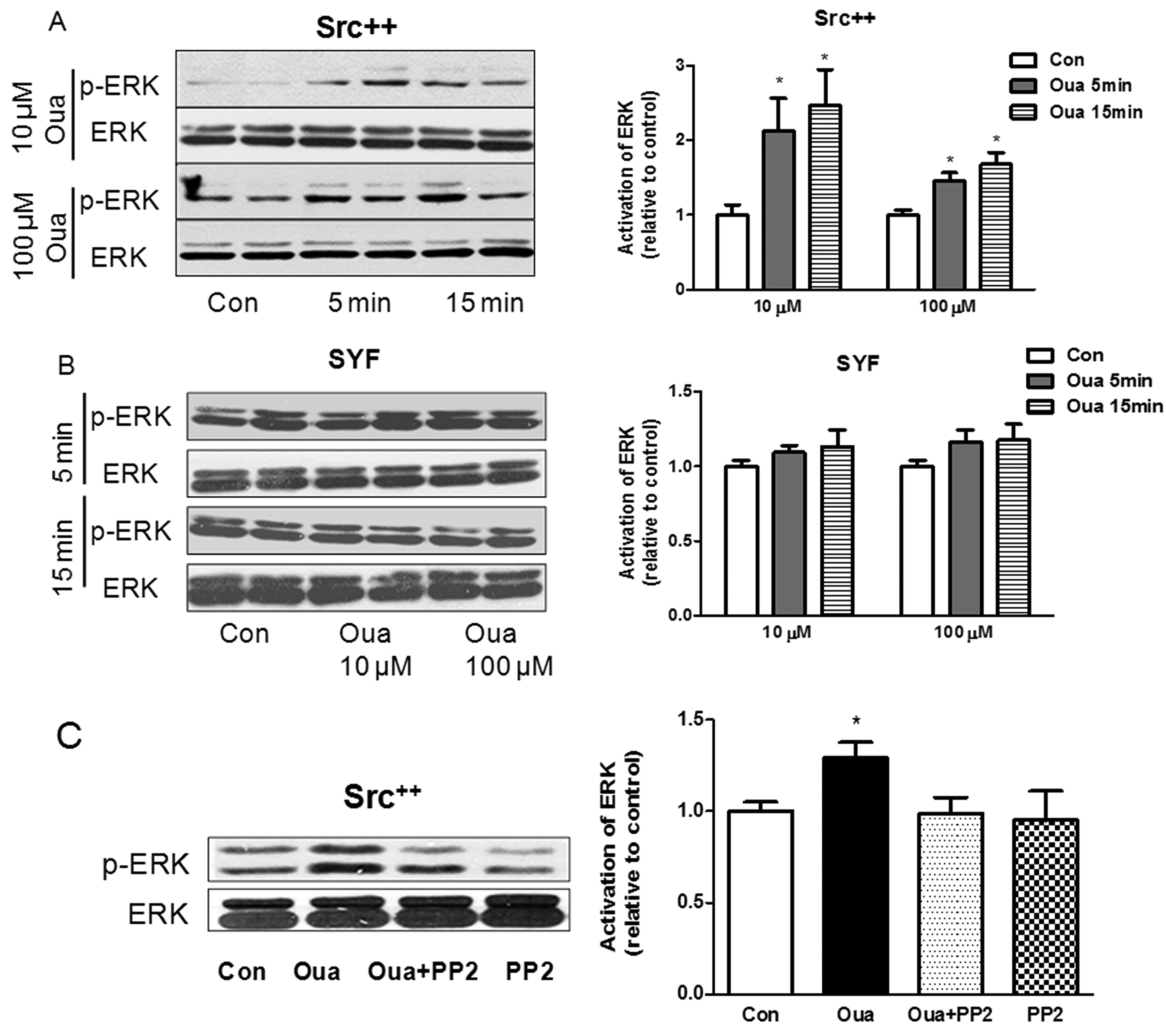 A
Src++
10 µM
Oua
p-ERK
ERK
100 µM
Oua
p-ERK
ERK
Con 5 min 15 min
Src++
Activation of ERK
(relative to control)
3
2
1
0
* * * *
10 µM 100 µM
Con
Oua 5min
Oua 15min
B
SYF
5 min
p-ERK
ERK
15 min
p-ERK
ERK
Con Oua Oua
10 µM 100 µM
SYF
Activation of ERK
(relative to control)
1.5
1.0
0.5
0.0
10 µM 100 µM
Con
Oua 5min
Oua 15min
C
Src++
p-ERK
ERK
Con Oua Oua+PP2 PP2
Activation of ERK
(relative to control)
1.5
1.0
0.5
0.0
*
Con Oua Oua+PP2 PP2